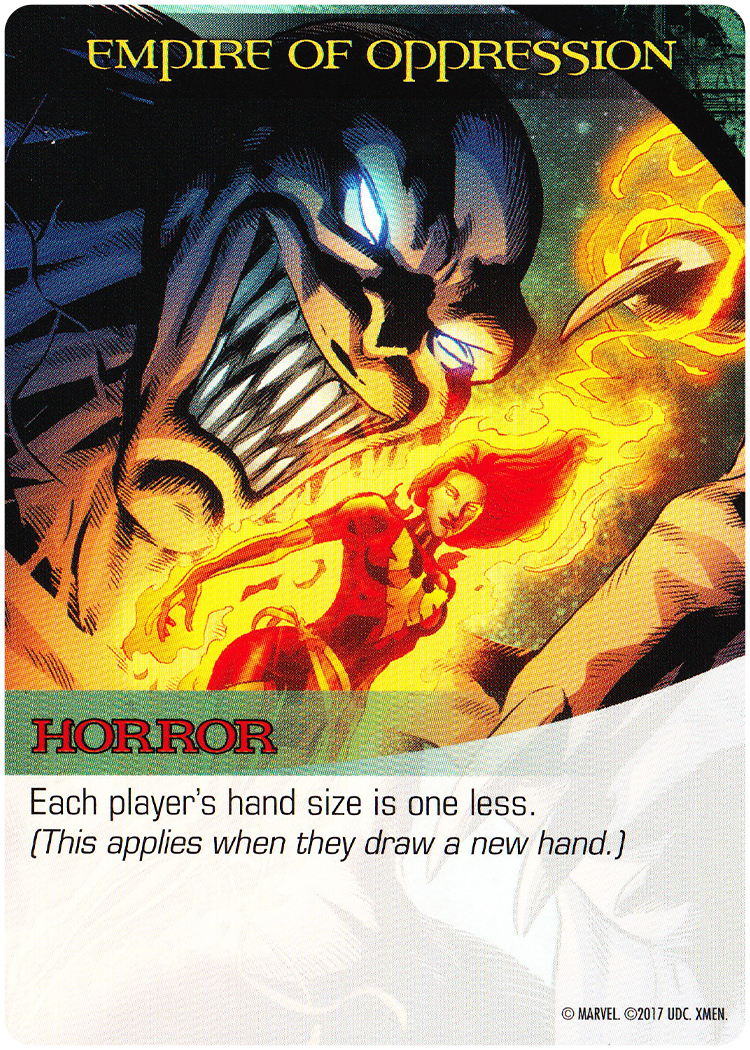 EMPIRE OF OPPRESSION
HORROR
Each player's hand size is one less.
(This applies when they draw a new hand.)
© MARVEL. ©2017 UDC. XMEN.